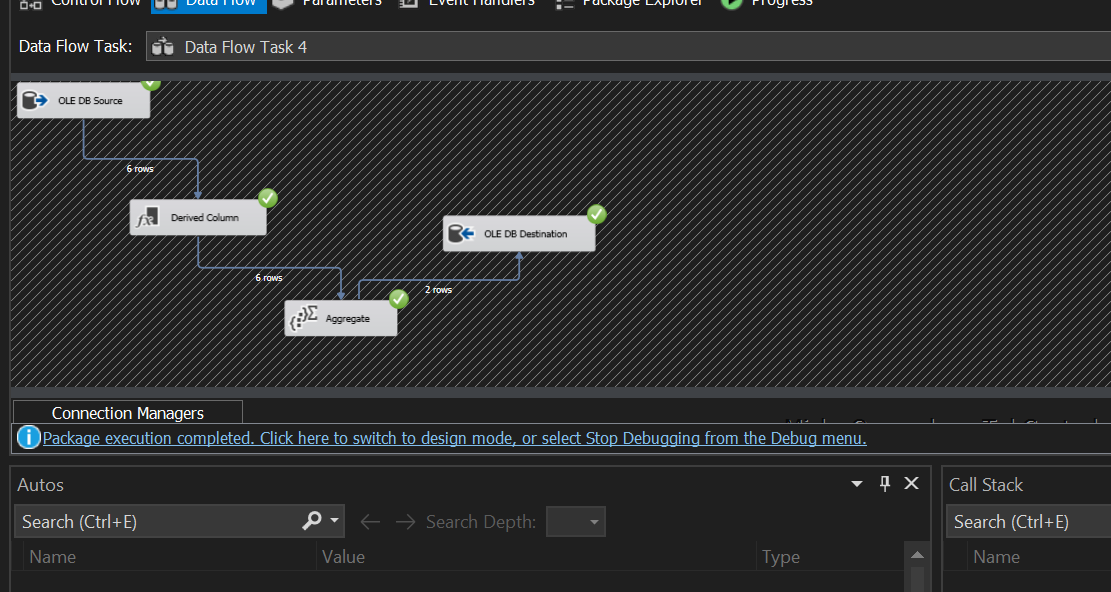 Control Flow Data Flow Parameters Event Handlers Package Explorer Progress
Data Flow Task: Data Flow Task 4
OLE DB Source
6 rows
Derived Column
OLE DB Destination
6 rows
2 rows
Aggregate
Connection Managers
Package execution completed. Click here to switch to design mode, or select Stop Debugging from the Debug menu.
Autos
Call Stack
Search (Ctrl+E) Search Depth:
Search (Ctrl+E)
Name Value Type
Name